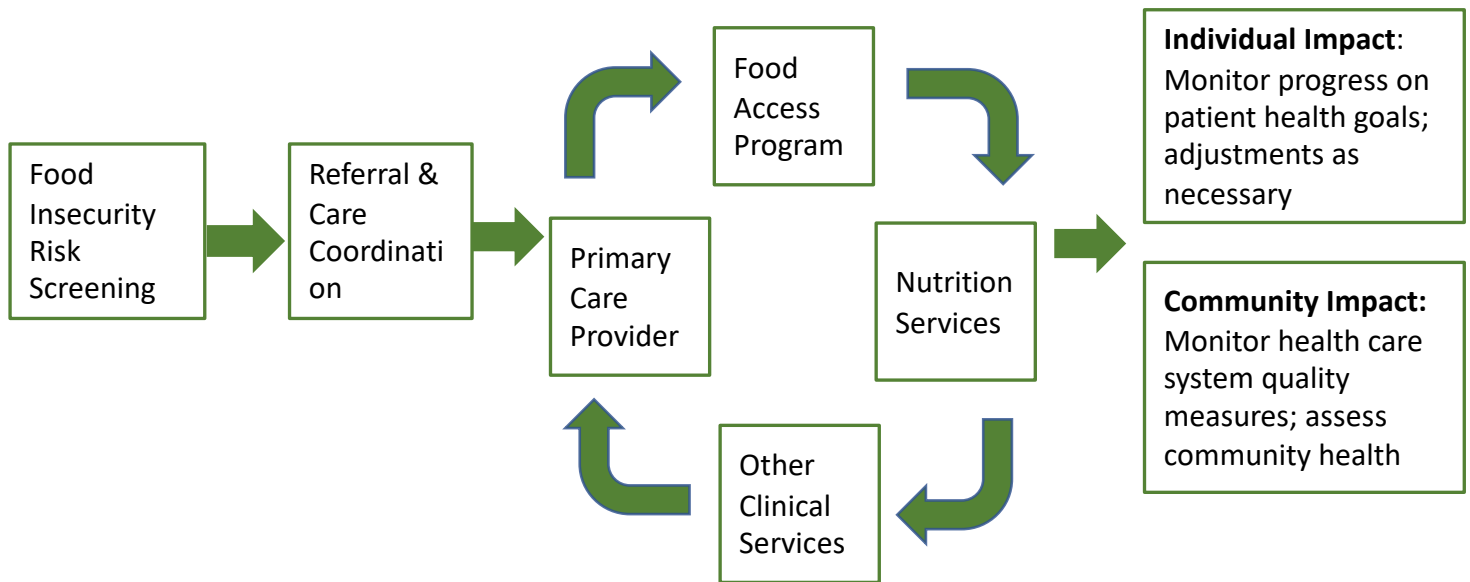 Food
Insecurity
Risk
Screening
Referral &
Care
Coordinati
on
Primary
Care
Provider
Food
Access
Program
Nutrition
Services
Other
Clinical
Services
Individual Impact:
Monitor progress on
patient health goals;
adjustments as
necessary
Community Impact:
Monitor health care
system quality
measures; assess
community health